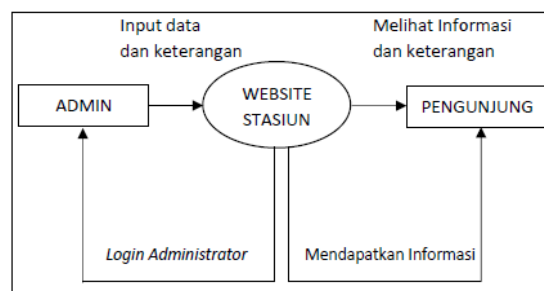 Input data
dan keterangan
Melihat Informasi
dan keterangan
ADMIN
WEBSITE
STASIUN
PENGUNJUNG
Login Administrator
Mendapatkan Informasi